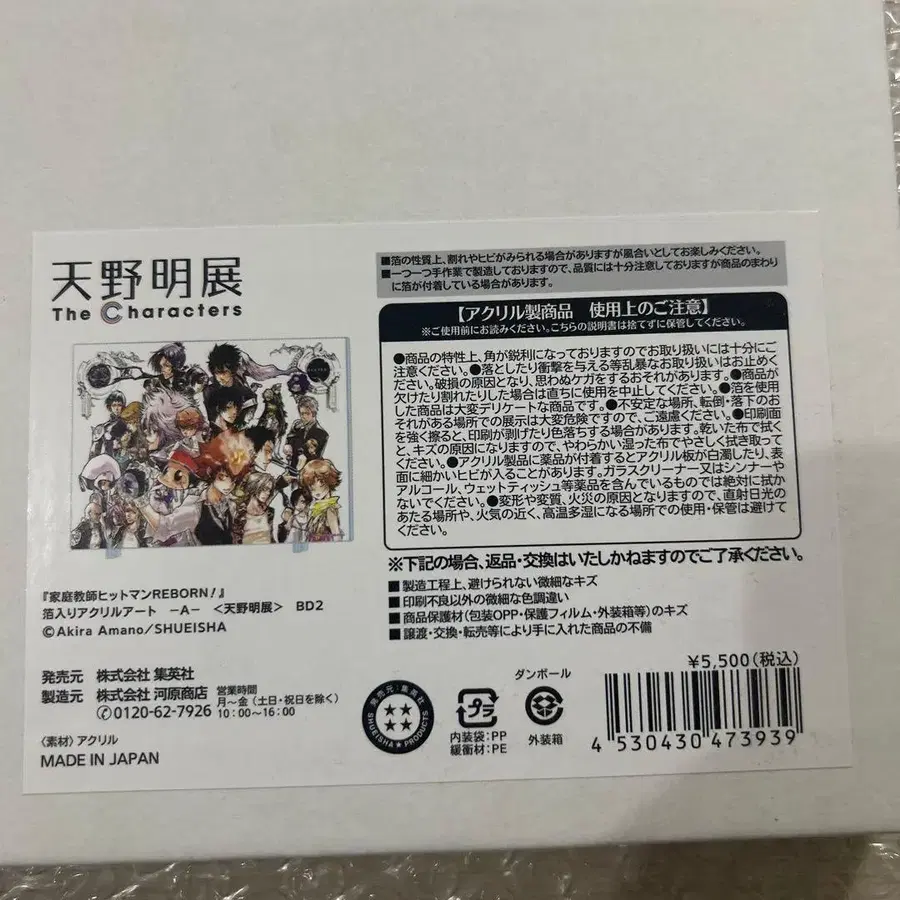 天野明展
The Characters
『家庭教師ヒットマンREBORN!』
箔入りアクリルアート −A− <天野明展> BD2
©Akira Amano/SHUEISHA
発売元 株式会社 集英社
製造元 株式会社 河原商店
0120-62-7926
営業時間
月〜金(土日・祝日を除く)
10:00〜16:00
〈素材〉アクリル
MADE IN JAPAN
■箔の性質上、割れやヒビがみられる場合がありますが風合いとしてお楽しみください。
■一つ一つ手作業で製造しておりますので、品質には十分注意しておりますが商品のまわり
に箔が付着している場合があります。
【アクリル製商品 使用上のご注意】
※ご使用前にお読みください。こちらの説明書は捨てずに保管してください。
●商品の特性上、角が鋭利になっておりますのでお取り扱いには十分にご
注意ください。●落としたり衝撃を与える等乱暴なお取り扱いはお止めく
ださい。破損の原因となり、思わぬケガをするおそれがあります。●商品が
欠けたり割れたりした場合は直ちに使用を中止してください。●箔を使用
した商品は大変デリケートな商品です。●不安定な場所、転倒・落下のお
それがある場所での展示は大変危険ですので、ご遠慮ください。●印刷面
を強く擦ると、印刷が剥げたり色落ちする場合があります。乾いた布で拭く
と、キズの原因になりますので、やわらかい湿った布でやさしく拭き取って
ください。●アクリル製品に薬品が付着するとアクリル板が白濁したり、表
面に細かいヒビが入ることがあります。ガラスクリーナー又はシンナーや
アルコール、ウェットティッシュ等薬品を含んでいるものでは絶対に拭か
ないでください。●変形や変質、火災の原因となりますので、直射日光の
あたる場所や、火気の近く、高温多湿になる場所での使用・保管は避けて
ください。
※下記の場合、返品・交換はいたしかねますのでご了承ください。
■製造工程上、避けられない微細なキズ
■印刷不良以外の微細な色調違い
■商品保護材(包装OPP・保護フィルム・外装箱等)のキズ
■譲渡・交換・転売等により手に入れた商品の不備
発売元:集英社
SHUEISHA★PRODUCTS
プラ
内装袋:PP
緩衝材:PE
ダンボール
外装箱
¥5,500(税込)
4 530430 473939